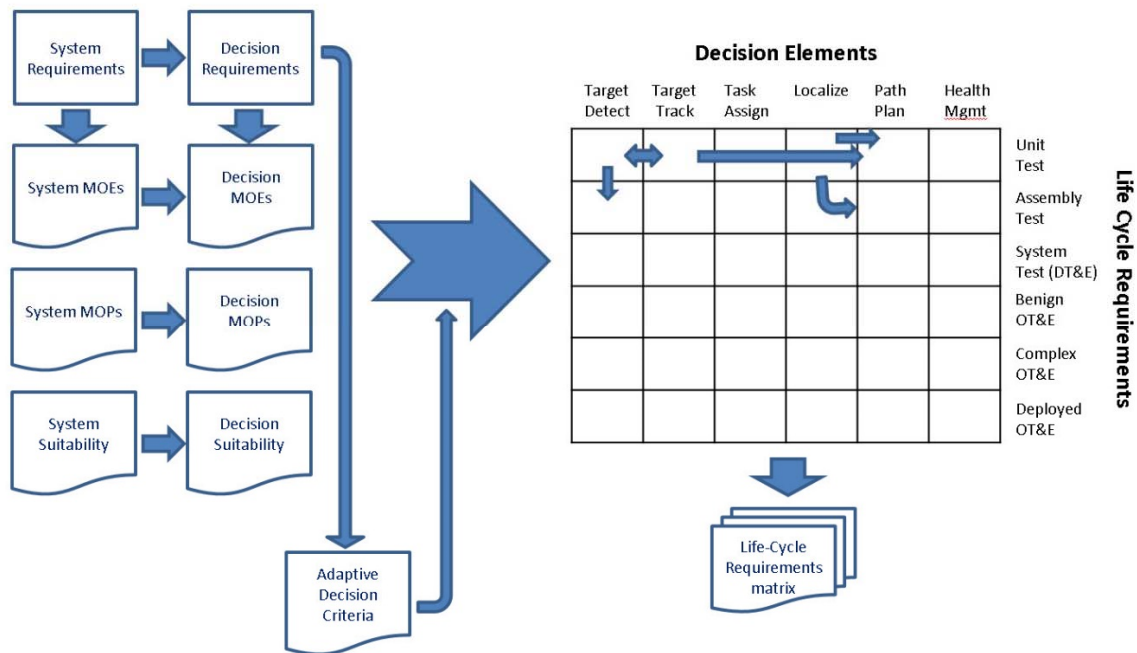 System
Requirements
Decision
Requirements
System MOEs
Decision
MOEs
System MOPs
Decision
MOPs
System
Suitability
Decision
Suitability
Adaptive
Decision
Criteria
Decision Elements
Target
Detect
Target
Track
Task
Assign
Localize
Path
Plan
Health
Mgmt
Unit
Test
Assembly
Test
System
Test (DT&E)
Benign
OT&E
Complex
OT&E
Deployed
OT&E
Life Cycle Requirements
Life-Cycle
Requirements
matrix